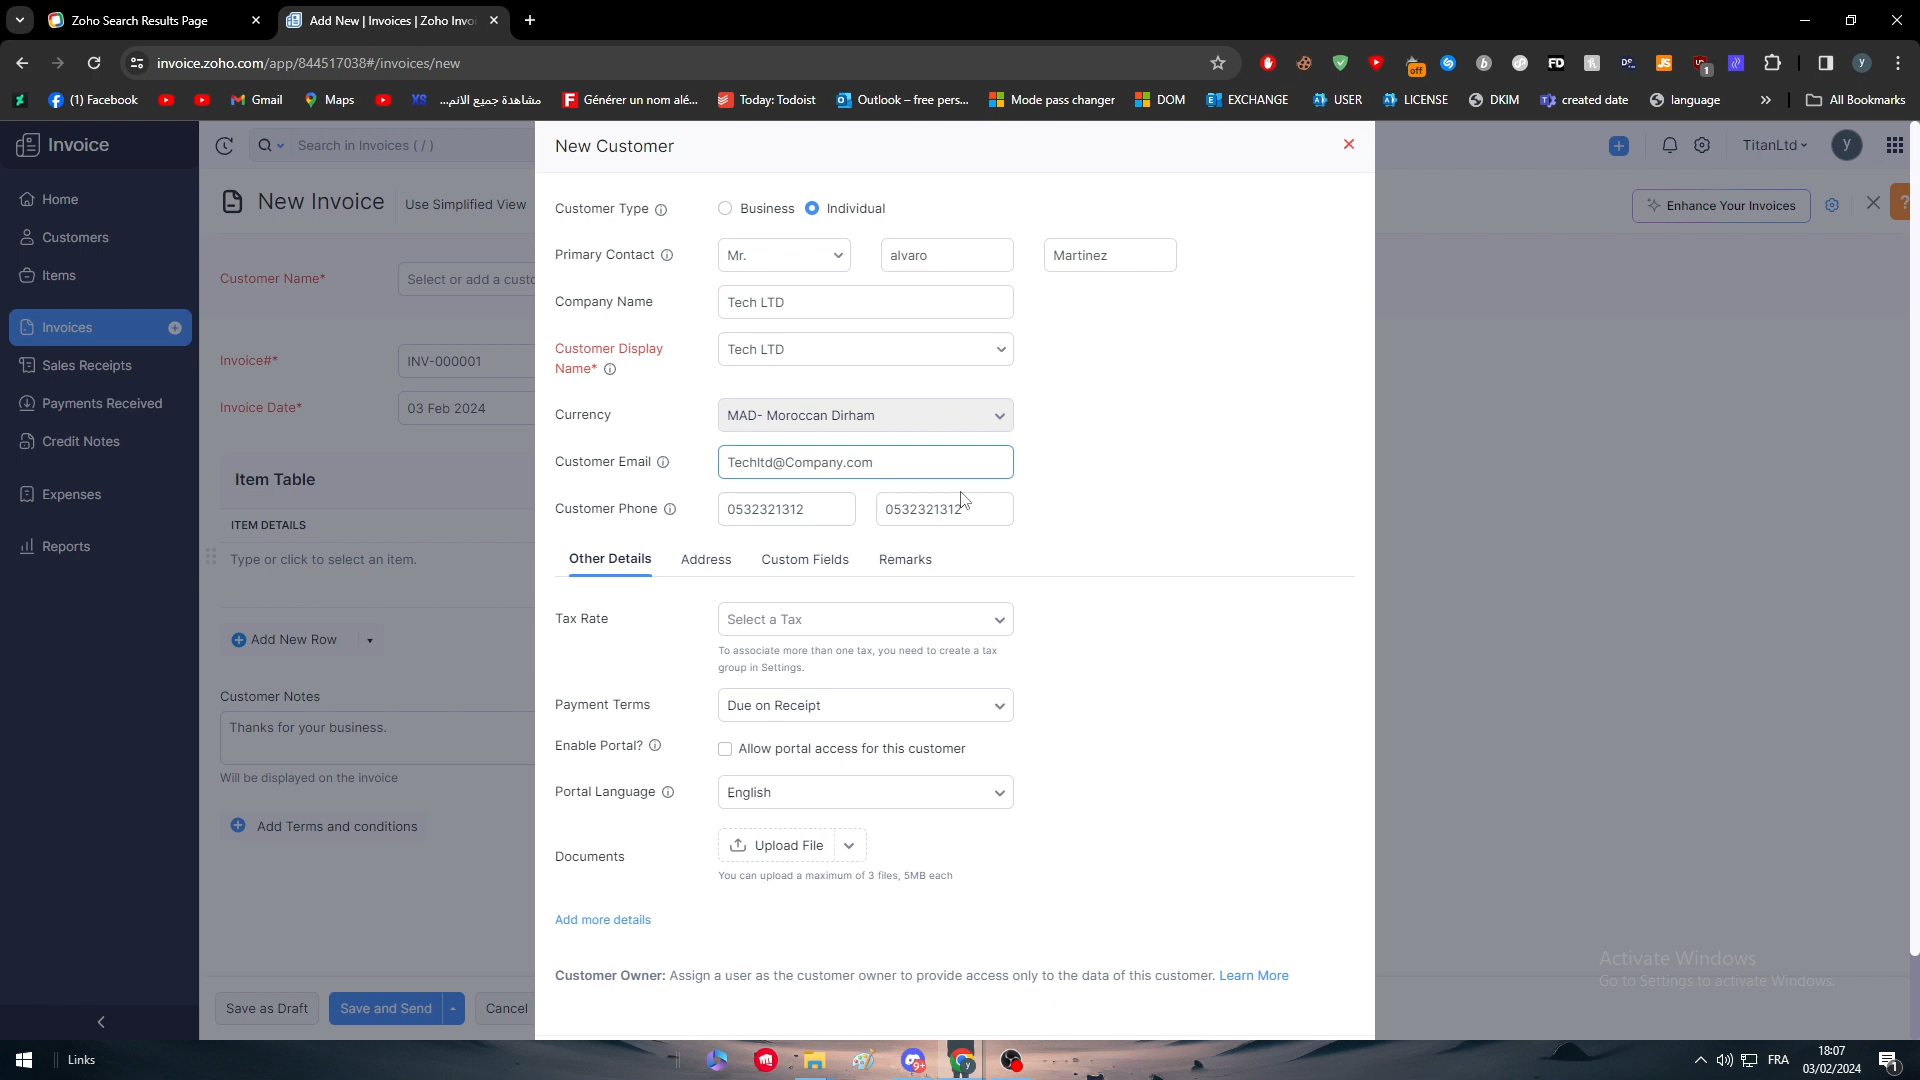 Zoho Search Results Page
Add New | Invoices | Zoho Invo
invoice.zoho.com/app/844517038#/invoices/new
off
FD
JS
1
y
(1) Facebook
Gmail
Maps
XS
مشاهدة جميع الانم...
Générer un nom alé...
Today: Todoist
Outlook – free pers...
Mode pass changer
DOM
EXCHANGE
USER
LICENSE
DKIM
created date
language
»
All Bookmarks
Invoice
Search in Invoices ( / )
New Customer
TitanLtd
y
Home
Customers
Items
Invoices
Sales Receipts
Payments Received
Credit Notes
Expenses
Reports
New Invoice
Use Simplified View
Enhance Your Invoices
?
Customer Name*
Select or add a custo
Invoice#*
INV-000001
Invoice Date*
03 Feb 2024
Item Table
ITEM DETAILS
Type or click to select an item.
Add New Row
Customer Notes
Thanks for your business.
Will be displayed on the invoice
Add Terms and conditions
Save as Draft
Save and Send
Cancel
Customer Type
Business
Individual
Primary Contact
Mr.
alvaro
Martinez
Company Name
Tech LTD
Customer Display
Name*
Tech LTD
Currency
MAD- Moroccan Dirham
Customer Email
Techltd@Company.com
Customer Phone
0532321312
0532321312
Other Details
Address
Custom Fields
Remarks
Tax Rate
Select a Tax
To associate more than one tax, you need to create a tax
group in Settings.
Payment Terms
Due on Receipt
Enable Portal?
Allow portal access for this customer
Portal Language
English
Documents
Upload File
You can upload a maximum of 3 files, 5MB each
Add more details
Customer Owner: Assign a user as the customer owner to provide access only to the data of this customer. Learn More
Activate Windows
Go to Settings to activate Windows.
Links
9+
FRA
18:07
03/02/2024
1